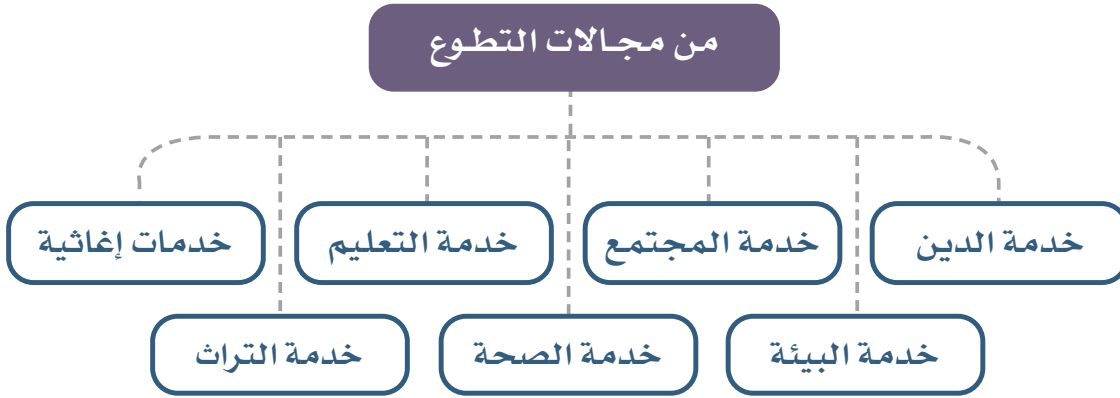 من مجالات التطوع
خدمة الدين
خدمة المجتمع
خدمة التعليم
خدمات إغاثية
خدمة البيئة
خدمة الصحة
خدمة التراث